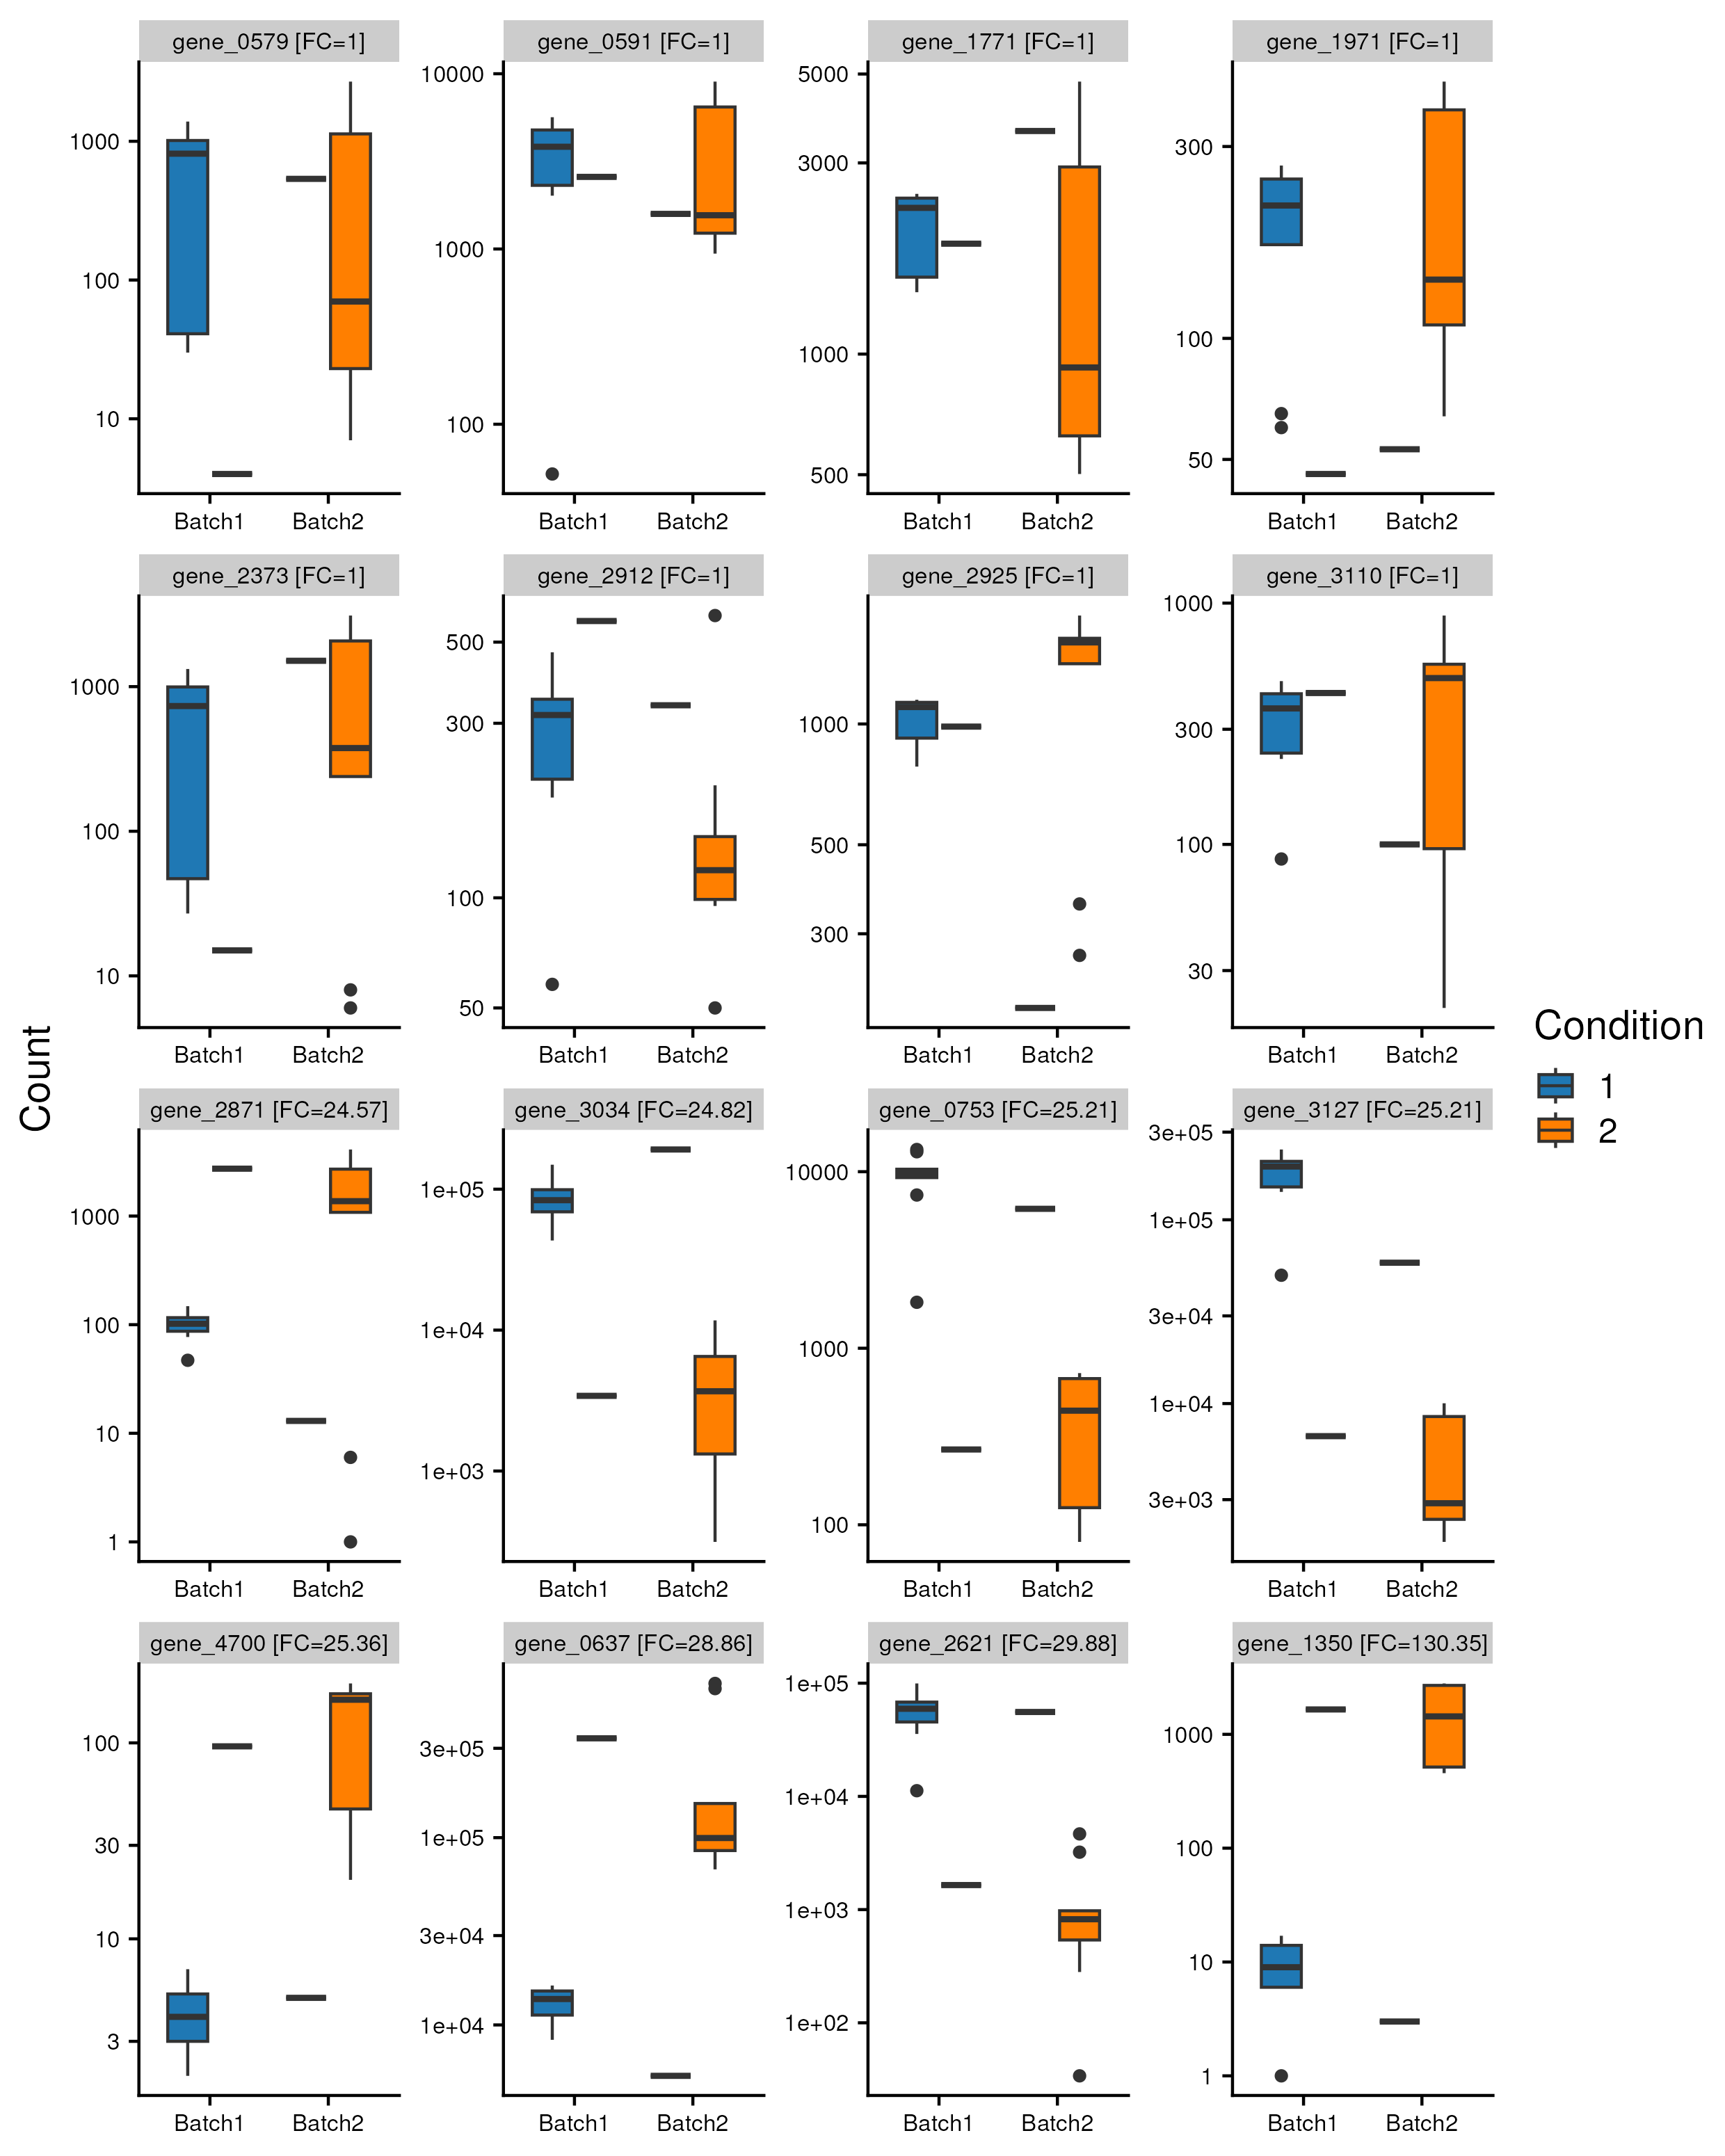 gene_0579 [FC=1]
gene_0591 [FC=1]
gene_1771 [FC=1]
gene_1971 [FC=1]
1000
100
10
10000
1000
100
5000
3000
1000
500
300
100
50
Batch1 Batch2
Batch1 Batch2
Batch1 Batch2
Batch1 Batch2
gene_2373 [FC=1]
gene_2912 [FC=1]
gene_2925 [FC=1]
gene_3110 [FC=1]
1000
100
10
500
300
100
50
1000
500
300
1000
300
100
30
Batch1 Batch2
Batch1 Batch2
Batch1 Batch2
Batch1 Batch2
gene_2871 [FC=24.57]
gene_3034 [FC=24.82]
gene_0753 [FC=25.21]
gene_3127 [FC=25.21]
1000
100
10
1
1e+05
1e+04
1e+03
10000
1000
100
3e+05
1e+05
3e+04
1e+04
3e+03
Batch1 Batch2
Batch1 Batch2
Batch1 Batch2
Batch1 Batch2
gene_4700 [FC=25.36]
gene_0637 [FC=28.86]
gene_2621 [FC=29.88]
gene_1350 [FC=130.35]
100
30
10
3
3e+05
1e+05
3e+04
1e+04
1e+05
1e+04
1e+03
1e+02
1000
100
10
1
Batch1 Batch2
Batch1 Batch2
Batch1 Batch2
Batch1 Batch2
Count
Condition
1
2